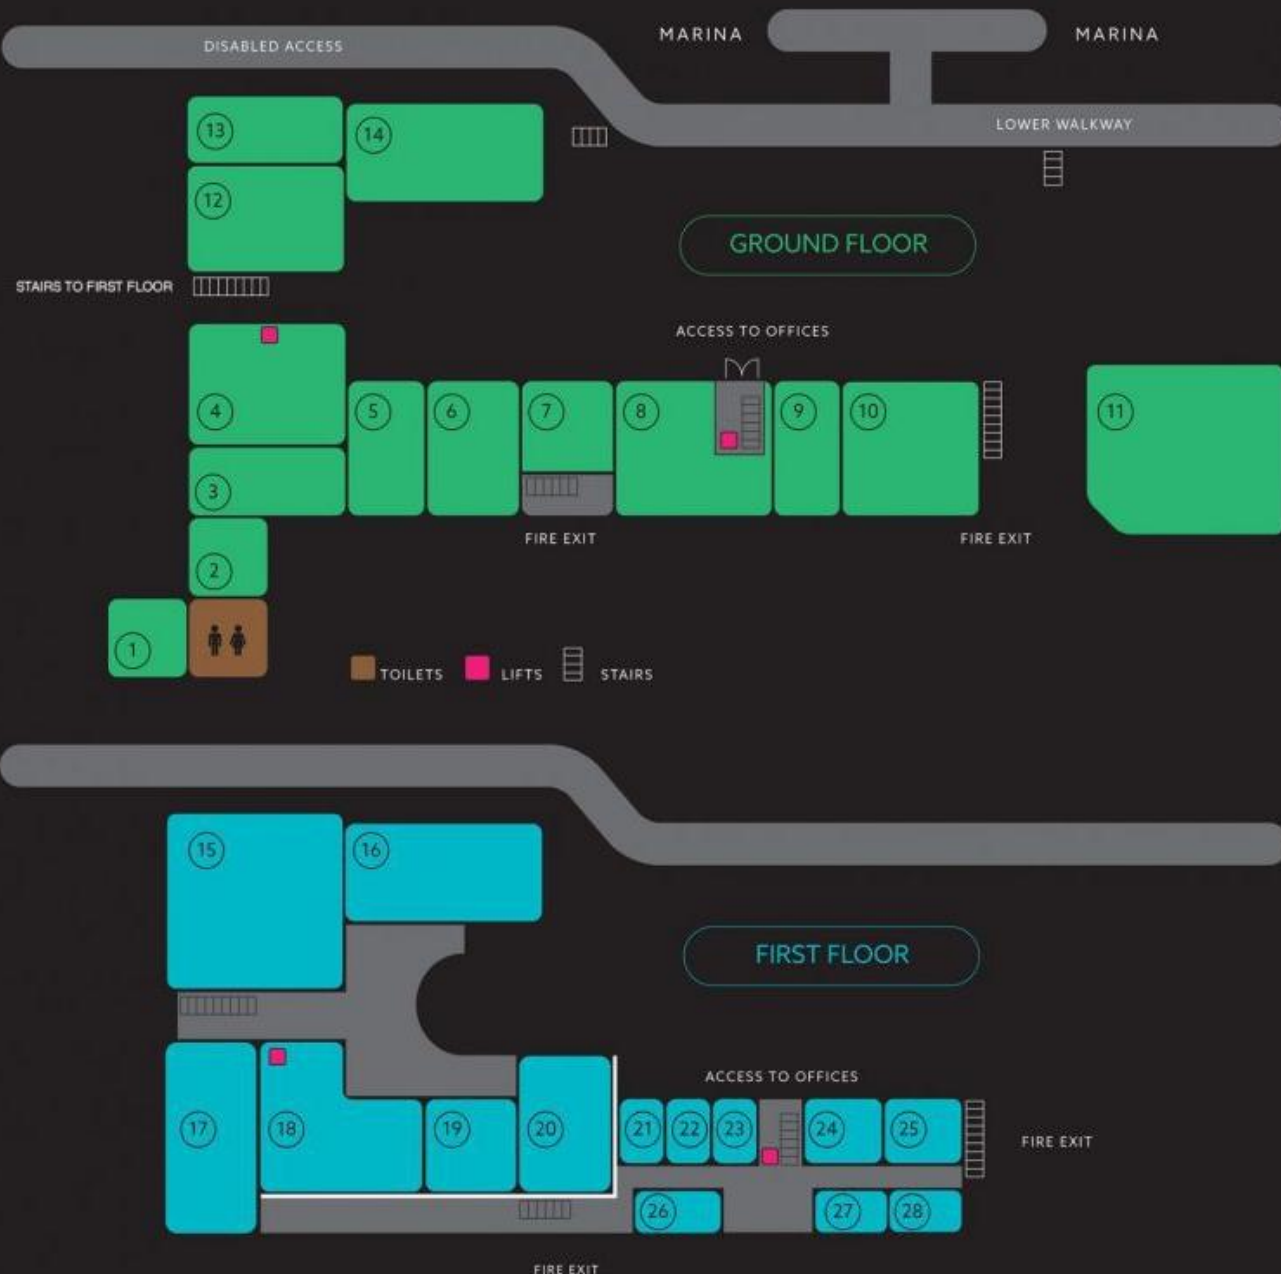 DISABLED ACCESS
MARINA
MARINA
LOWER WALKWAY
13
14
12
GROUND FLOOR
STAIRS TO FIRST FLOOR
ACCESS TO OFFICES
4
5
6
7
8
9
10
11
3
FIRE EXIT
FIRE EXIT
2
1
TOILETS
LIFTS
STAIRS
15
16
FIRST FLOOR
ACCESS TO OFFICES
17
18
19
20
21
22
23
24
25
FIRE EXIT
26
27
28
FIRE EXIT